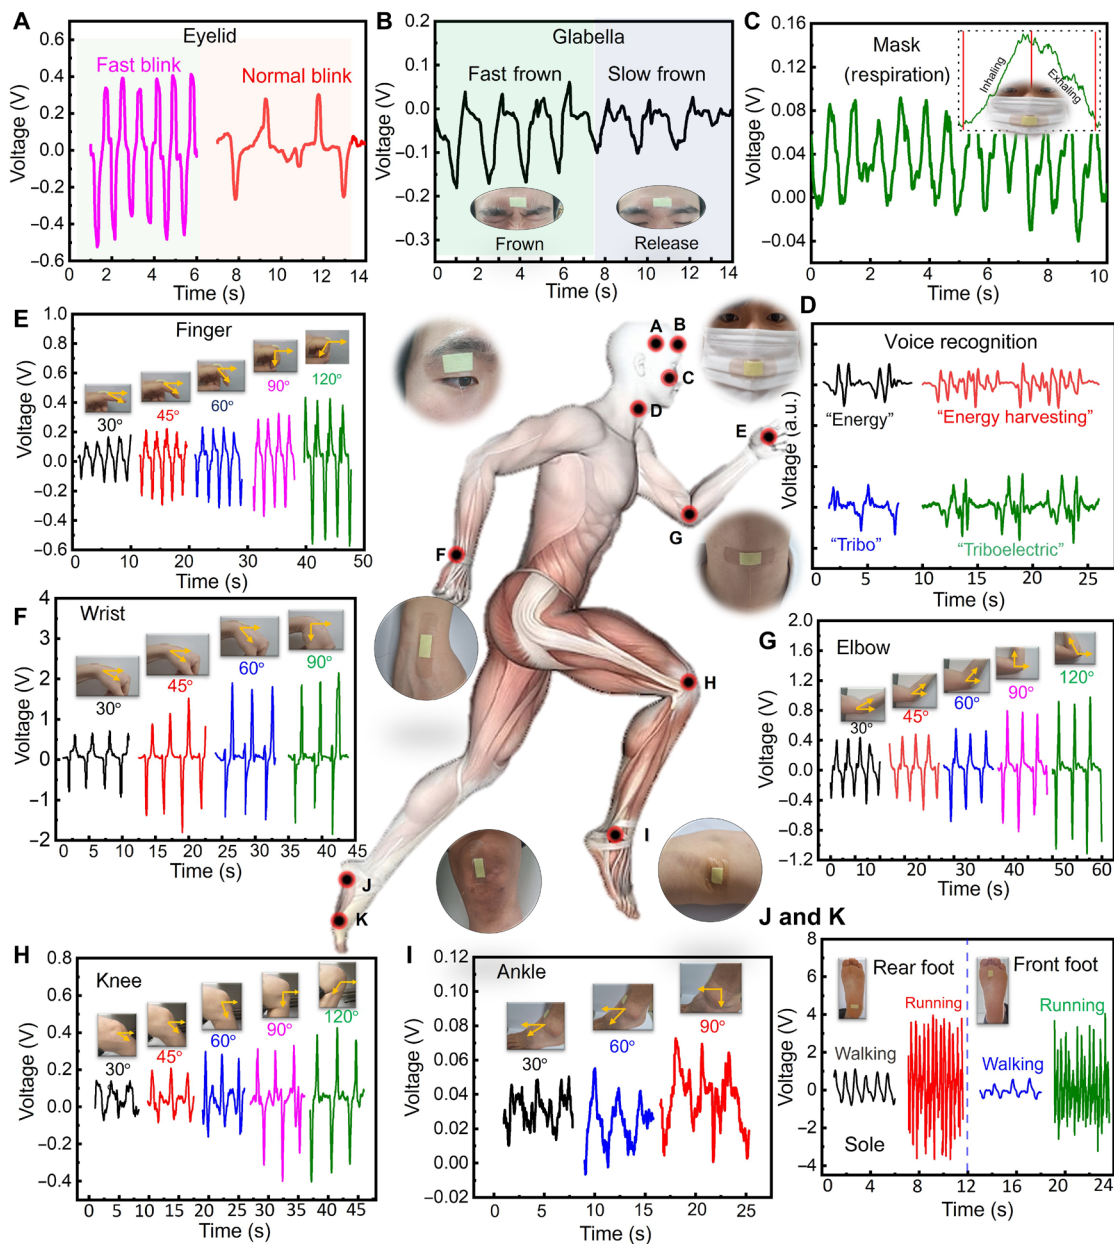 A
Eyelid
Fast blink
Normal blink
Voltage (V)
0.6
0.4
0.2
0.0
−0.2
−0.4
−0.6
0 2 4 6 8 10 12 14
Time (s)
B
Glabella
Fast frown Slow frown
Frown Release
Voltage (V)
0.2
0.1
0.0
−0.1
−0.2
−0.3
0 2 4 6 8 10 12 14
Time (s)
C
Mask
(respiration)
Inhaling
Exhaling
Voltage (V)
0.16
0.12
0.08
0.04
0.00
−0.04
0 2 4 6 8 10
Time (s)
D
Voice recognition
“Energy” “Energy harvesting”
“Tribo” “Triboelectric”
Voltage (a.u.)
0 5 10 15 20 25
Time (s)
E
Finger
30° 45° 60° 90° 120°
Voltage (V)
1.0
0.8
0.6
0.4
0.2
0.0
−0.2
−0.4
−0.6
0 10 20 30 40 50
Time (s)
A B
C
D
E
F
G
H
I
J
K
F
Wrist
30° 45° 60° 90°
Voltage (V)
4
3
2
1
0
−1
−2
0 5 10 15 20 25 30 35 40 45
Time (s)
G
Elbow
30° 45° 60° 90° 120°
Voltage (V)
2.0
1.6
1.2
0.8
0.4
0.0
−0.4
−0.8
−1.2
0 10 20 30 40 50 60
Time (s)
H
Knee
30° 45° 60° 90° 120°
Voltage (V)
0.8
0.6
0.4
0.2
0.0
−0.2
−0.4
0 5 10 15 20 25 30 35 40 45
Time (s)
I
Ankle
30° 60° 90°
Voltage (V)
0.12
0.10
0.08
0.06
0.04
0.02
0.00
−0.02
0 5 10 15 20 25
Time (s)
J and K
Rear foot Front foot
Running Running
Walking Walking
Sole
Voltage (V)
8
6
4
2
0
−2
−4
0 4 8 12 16 20 24
Time (s)